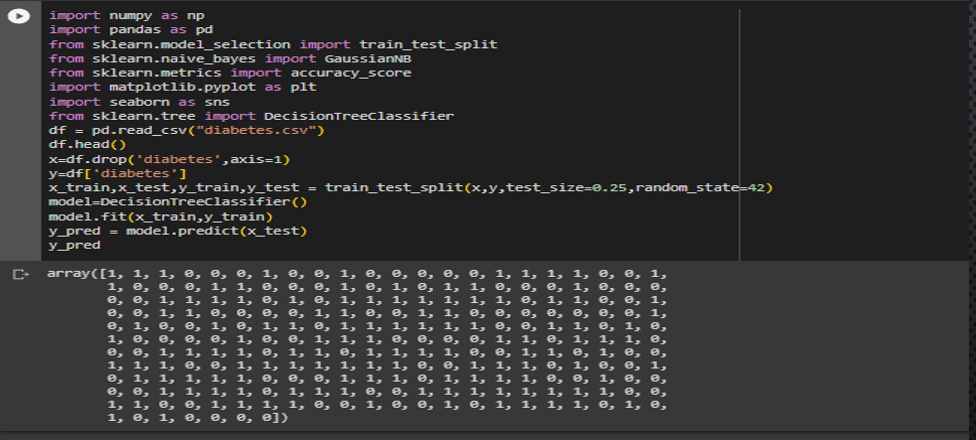 import numpy as np
import pandas as pd
from sklearn.model_selection import train_test_split
from sklearn.naive_bayes import GaussianNB
from sklearn.metrics import accuracy_score
import matplotlib.pyplot as plt
import seaborn as sns
from sklearn.tree import DecisionTreeClassifier
df = pd.read_csv("diabetes.csv")
df.head()
x=df.drop('diabetes',axis=1)
y=df['diabetes']
x_train,x_test,y_train,y_test = train_test_split(x,y,test_size=0.25,random_state=42)
model=DecisionTreeClassifier()
model.fit(x_train,y_train)
y_pred = model.predict(x_test)
y_pred
array([1, 1, 1, 0, 0, 0, 1, 0, 0, 1, 0, 0, 0, 0, 0, 1, 1, 1, 1, 0, 0, 1,
1, 0, 0, 0, 1, 1, 0, 0, 0, 1, 0, 1, 0, 1, 1, 0, 0, 0, 1, 0, 0, 0,
0, 0, 1, 1, 1, 1, 0, 1, 0, 1, 1, 1, 1, 1, 1, 0, 1, 1, 0, 0, 0, 1,
0, 0, 1, 1, 0, 0, 0, 0, 1, 1, 0, 0, 1, 1, 0, 0, 0, 0, 0, 0, 0, 1,
0, 1, 0, 0, 1, 0, 1, 1, 0, 1, 1, 1, 1, 1, 1, 0, 0, 1, 1, 0, 1, 0,
1, 0, 0, 0, 0, 1, 0, 0, 1, 1, 1, 0, 0, 0, 0, 1, 1, 0, 1, 1, 1, 0,
0, 0, 1, 1, 1, 1, 0, 1, 1, 0, 1, 1, 1, 1, 0, 0, 1, 1, 0, 1, 0, 0,
1, 1, 1, 0, 0, 1, 1, 1, 1, 1, 1, 1, 0, 0, 1, 1, 1, 0, 1, 0, 0, 1,
0, 1, 1, 1, 1, 1, 0, 0, 0, 1, 1, 1, 0, 1, 1, 1, 1, 0, 0, 1, 0, 0,
0, 0, 1, 1, 1, 1, 0, 1, 1, 1, 0, 0, 1, 1, 1, 1, 1, 1, 1, 1, 0, 0,
1, 1, 0, 0, 1, 1, 1, 1, 0, 0, 1, 0, 0, 1, 0, 1, 1, 1, 1, 0, 1, 0,
1, 0, 1, 0, 0, 0, 0])